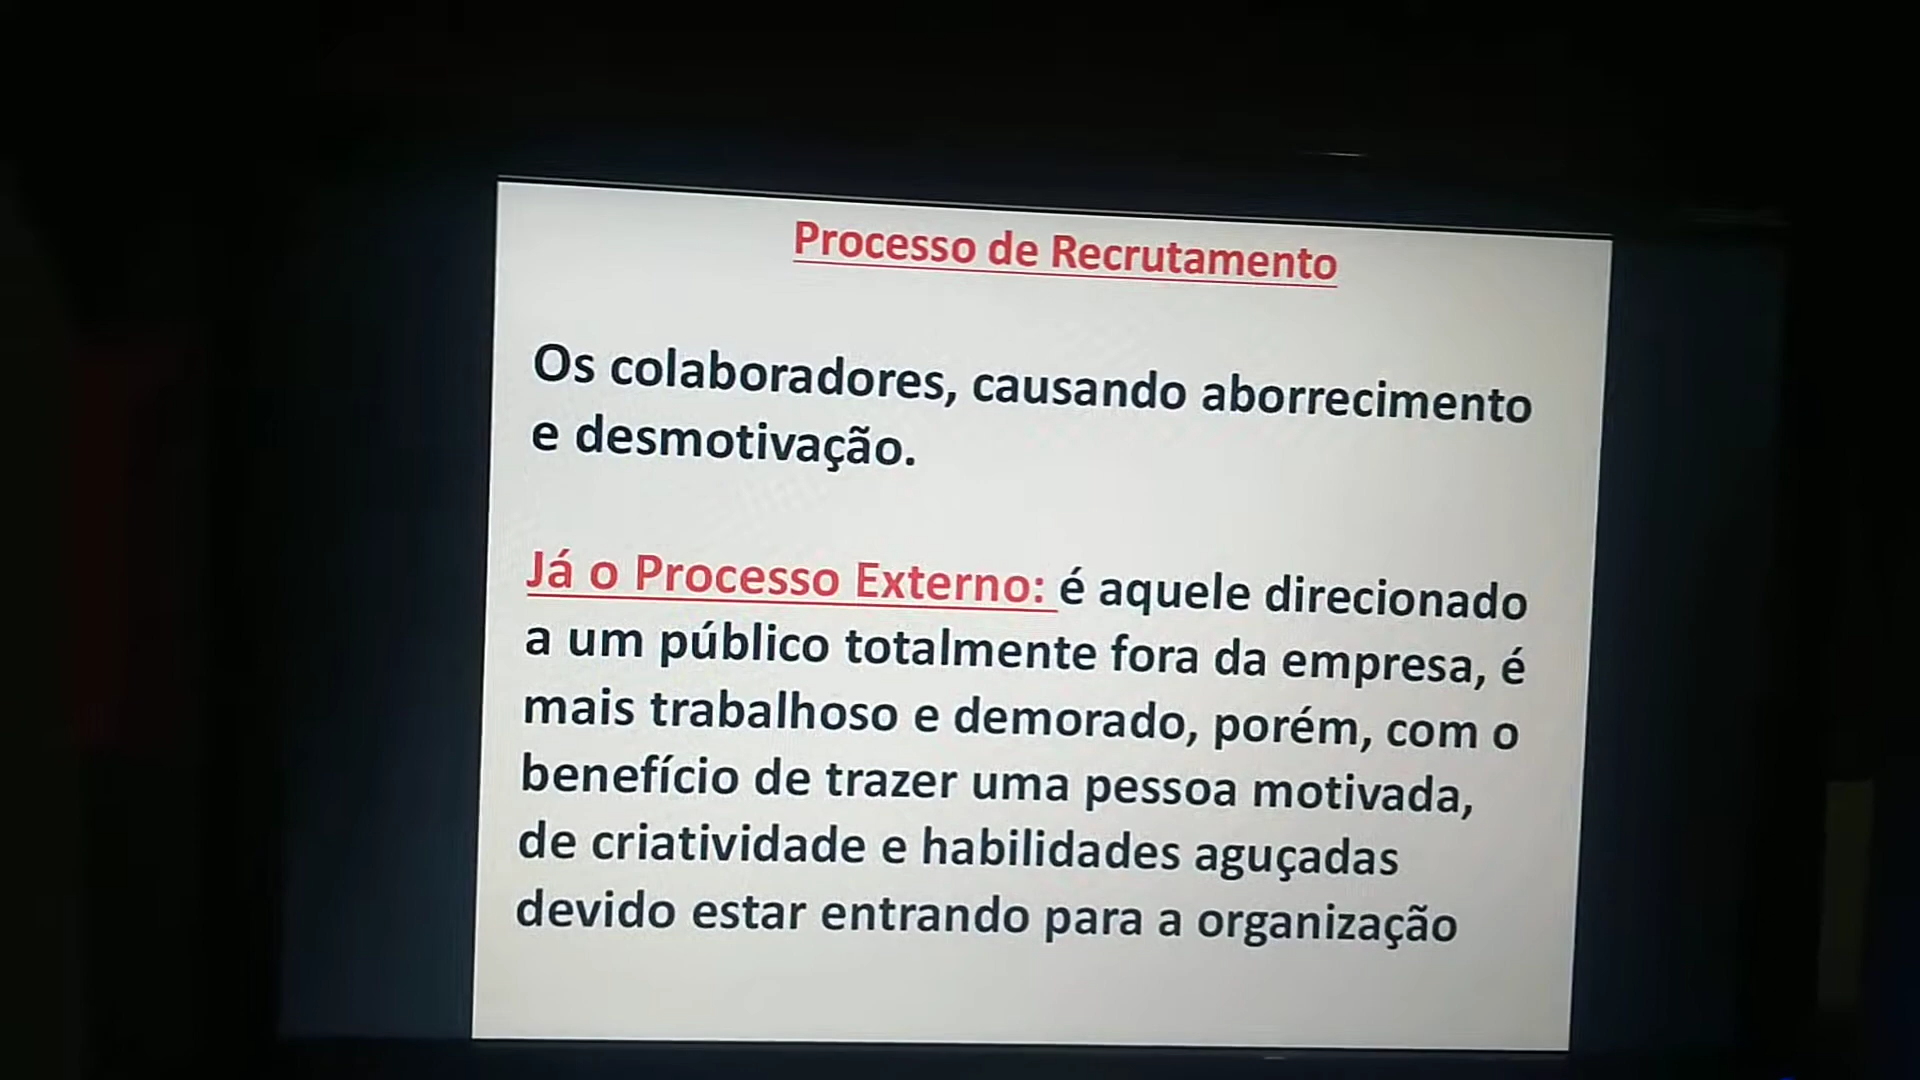 Processo de Recrutamento
Os colaboradores, causando aborrecimento
e desmotivação.
Já o Processo Externo: é aquele direcionado
a um público totalmente fora da empresa, é
mais trabalhoso e demorado, porém, com o
benefício de trazer uma pessoa motivada,
de criatividade e habilidades aguçadas
devido estar entrando para a organização